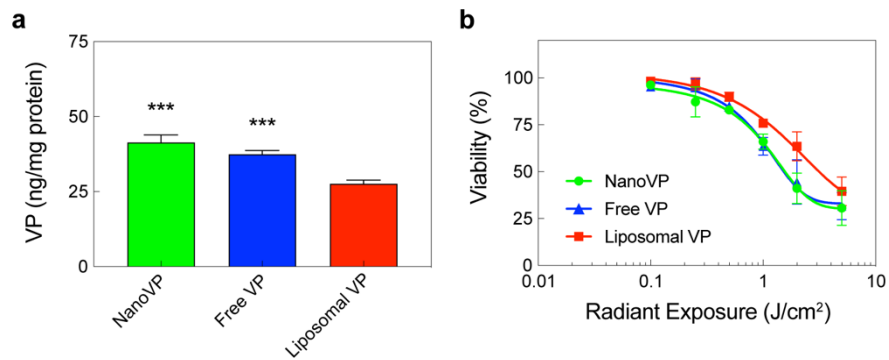 a
VP (ng/mg protein)
75
50
25
0
***
***
NanoVP
Free VP
Liposomal VP
b
Viability (%)
100
75
50
25
0
NanoVP
Free VP
Liposomal VP
0.01
0.1
1
10
Radiant Exposure (J/cm²)